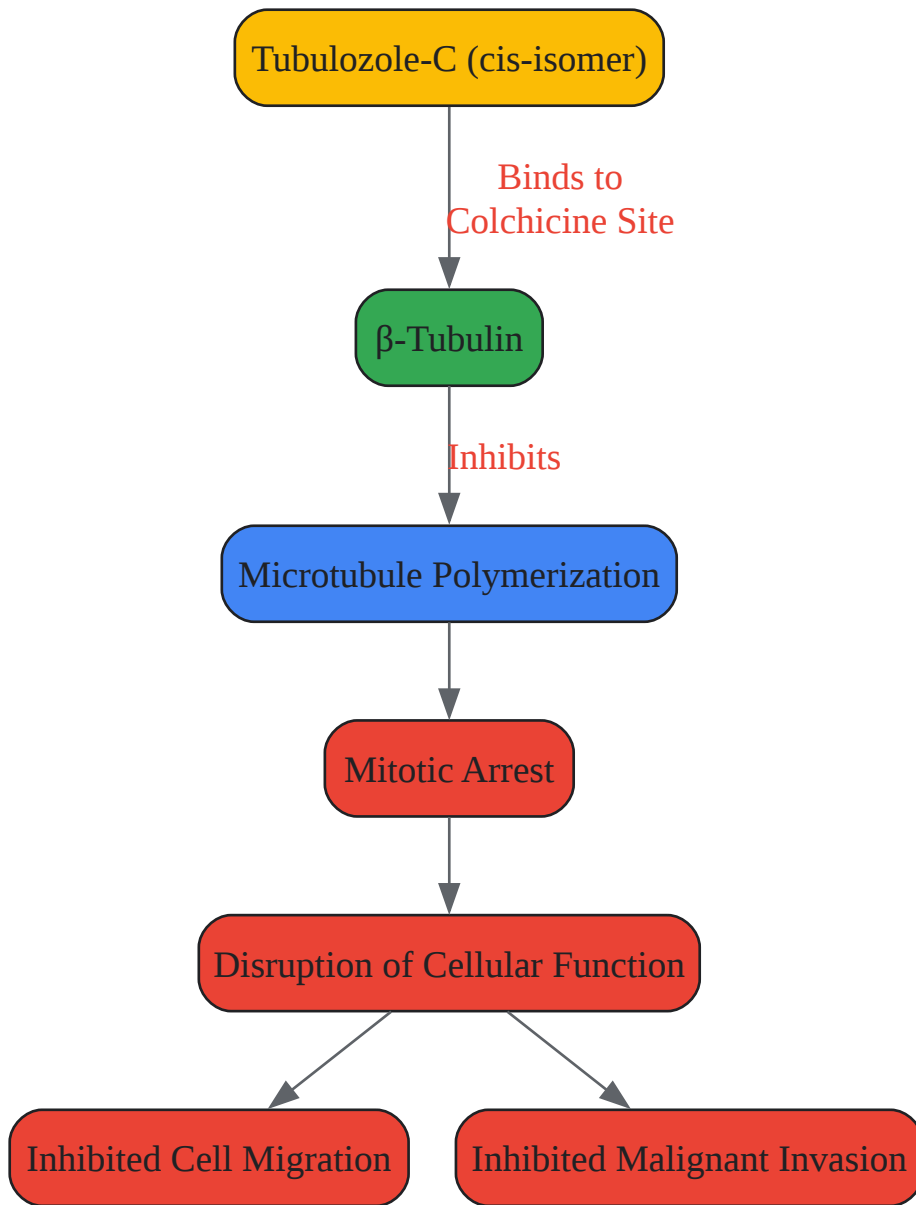 Tubulozole-C (cis-isomer)
Binds to
Colchicine Site
β-Tubulin
Inhibits
Microtubule Polymerization
Mitotic Arrest
Disruption of Cellular Function
Inhibited Cell Migration
Inhibited Malignant Invasion